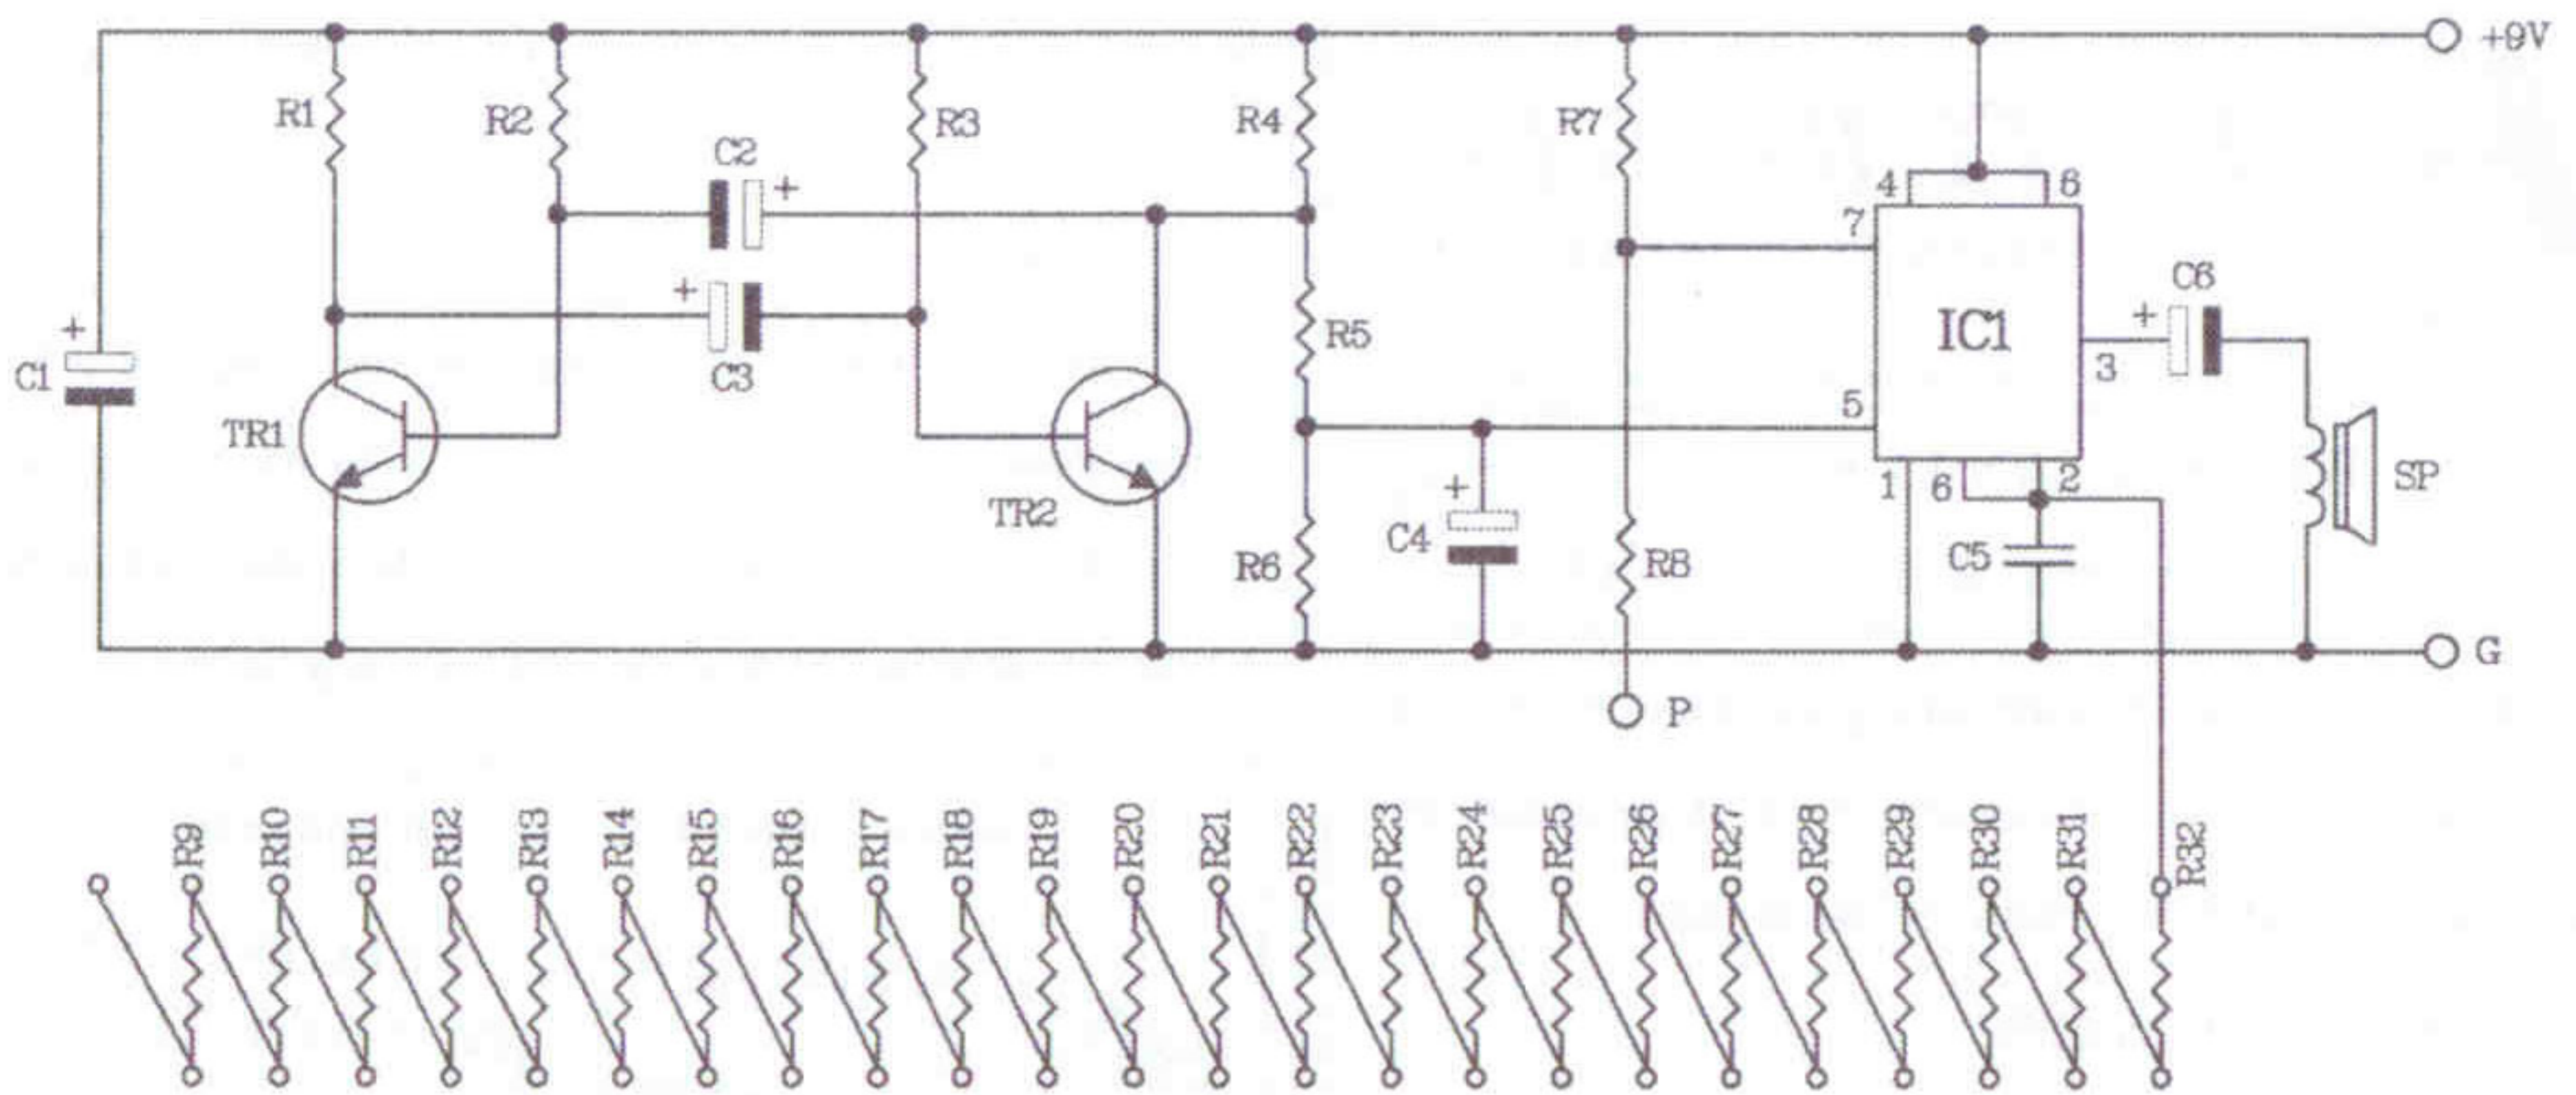 +9V
R1
R2
R3
R4
R7
C2
+
4
6
7
+
C3
+
C1
R5
IC1
C6
+
3
TR1
TR2
5
+
C4
R6
R8
1
6
2
C5
SP
G
P
R9
R10
R11
R12
R13
R14
R15
R16
R17
R18
R19
R20
R21
R22
R23
R24
R25
R26
R27
R28
R29
R30
R31
R32